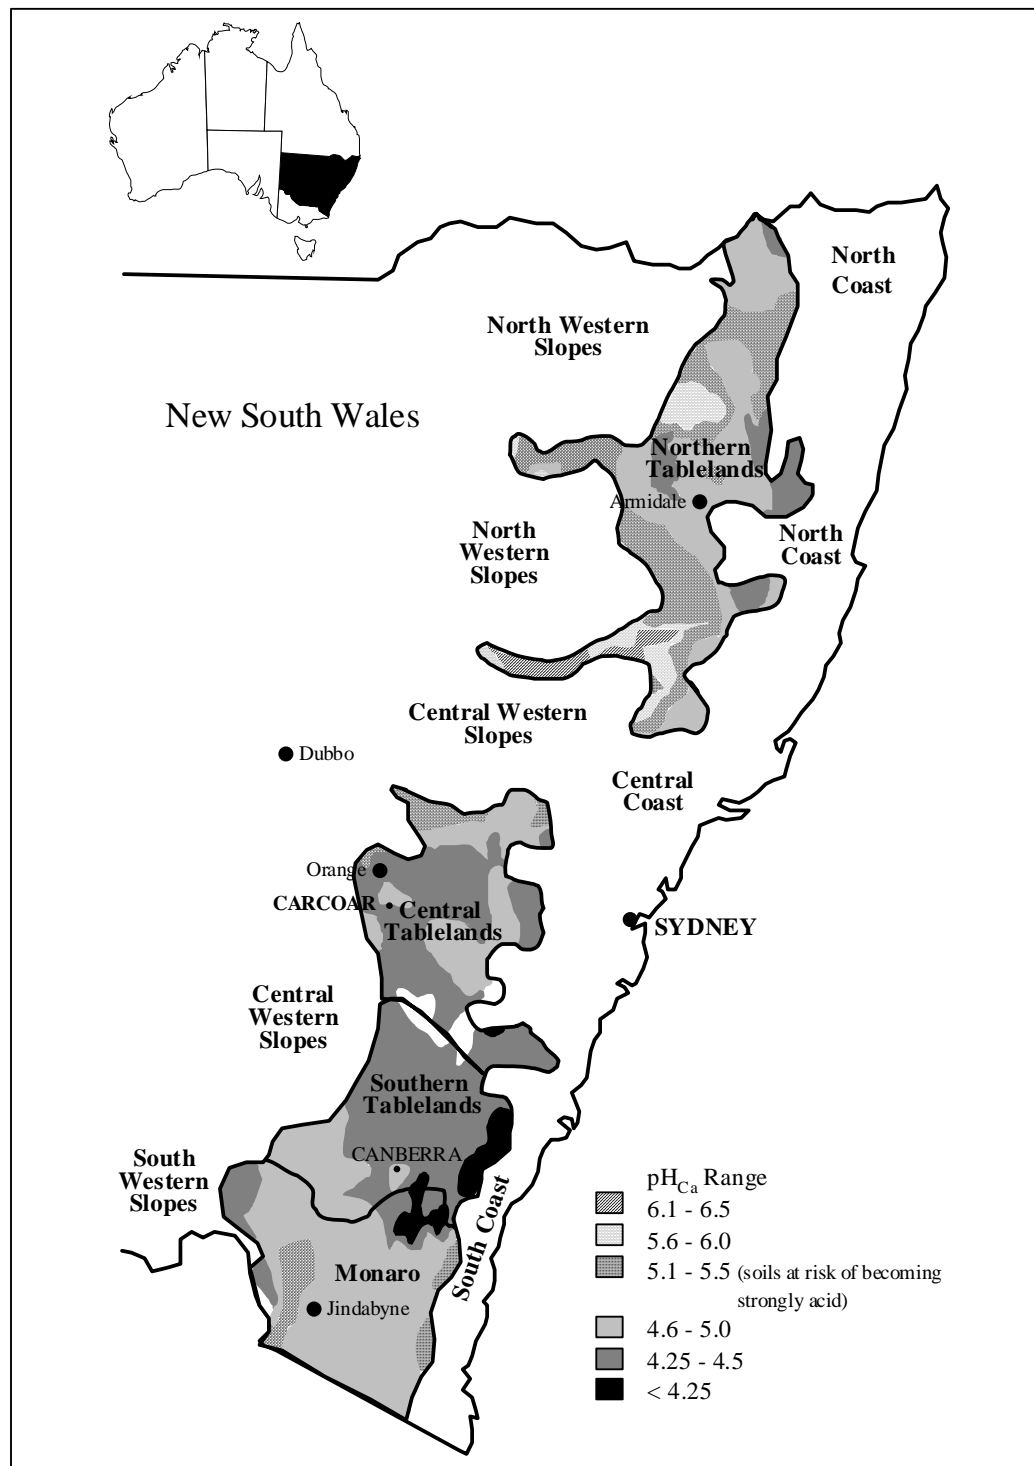 North
Coast
North Western
Slopes
New South Wales
Northern
Tablelands
Armidale
North
Western
Slopes
North
Coast
Central Western
Slopes
Dubbo
Central
Coast
Orange
CARCOAR
Central
Tablelands
SYDNEY
Central
Western
Slopes
Southern
Tablelands
CANBERRA
South
Western
Slopes
South Coast
Monaro
Jindabyne
pHCa Range
6.1 - 6.5
5.6 - 6.0
5.1 - 5.5 (soils at risk of becoming
strongly acid)
4.6 - 5.0
4.25 - 4.5
< 4.25